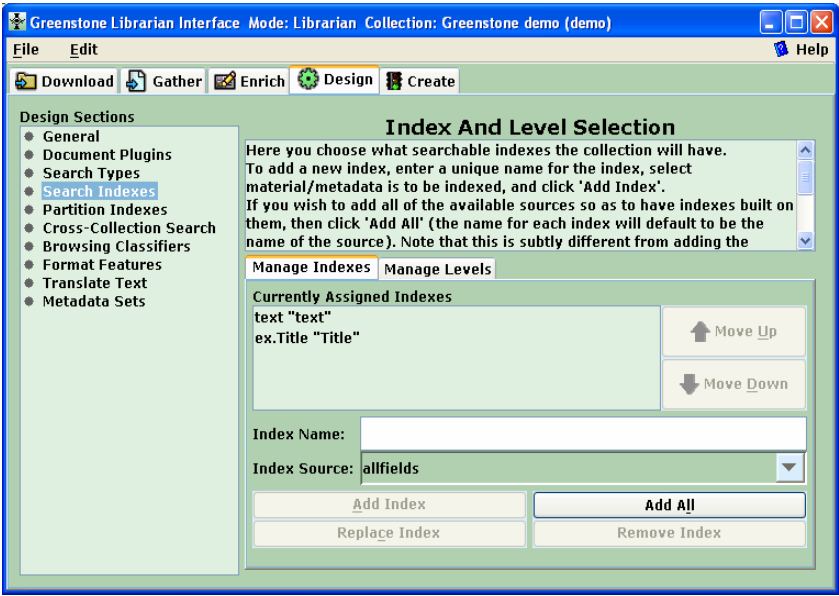 Greenstone Librarian Interface  Mode: Librarian  Collection: Greenstone demo (demo)
File Edit Help
Download Gather Enrich Design Create
Design Sections
General
Document Plugins
Search Types
Search Indexes
Partition Indexes
Cross-Collection Search
Browsing Classifiers
Format Features
Translate Text
Metadata Sets
Index And Level Selection
Here you choose what searchable indexes the collection will have.
To add a new index, enter a unique name for the index, select
material/metadata is to be indexed, and click 'Add Index'.
If you wish to add all of the available sources so as to have indexes built on
them, then click 'Add All' (the name for each index will default to be the
name of the source). Note that this is subtly different from adding the
Manage Indexes Manage Levels
Currently Assigned Indexes
text "text"
ex.Title "Title"
Move Up
Move Down
Index Name:
Index Source: allfields
Add Index Add All
Replace Index Remove Index